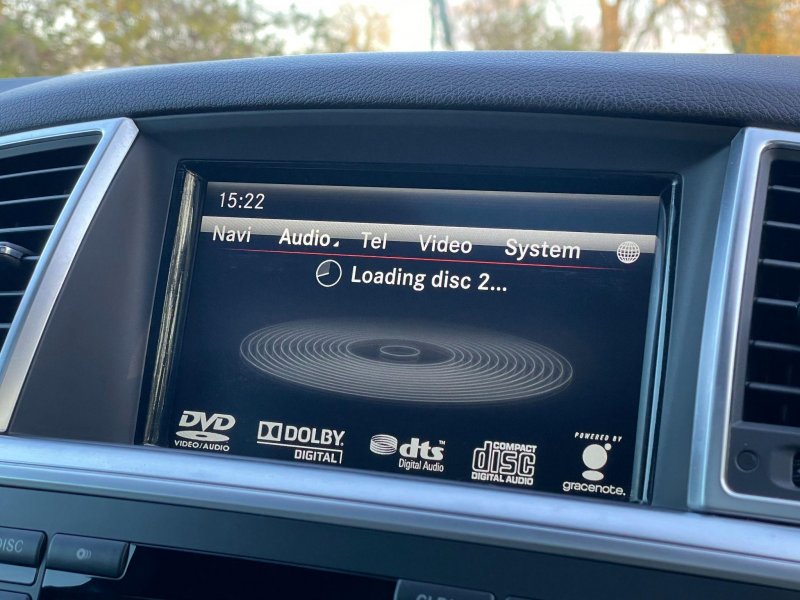 15:22
Navi Audio Tel Video System
Loading disc 2...
DVD
VIDEO/AUDIO
DOLBY
DIGITAL
dts™
Digital Audio
COMPACT
disc
DIGITAL AUDIO
POWERED BY
gracenote.
DISC